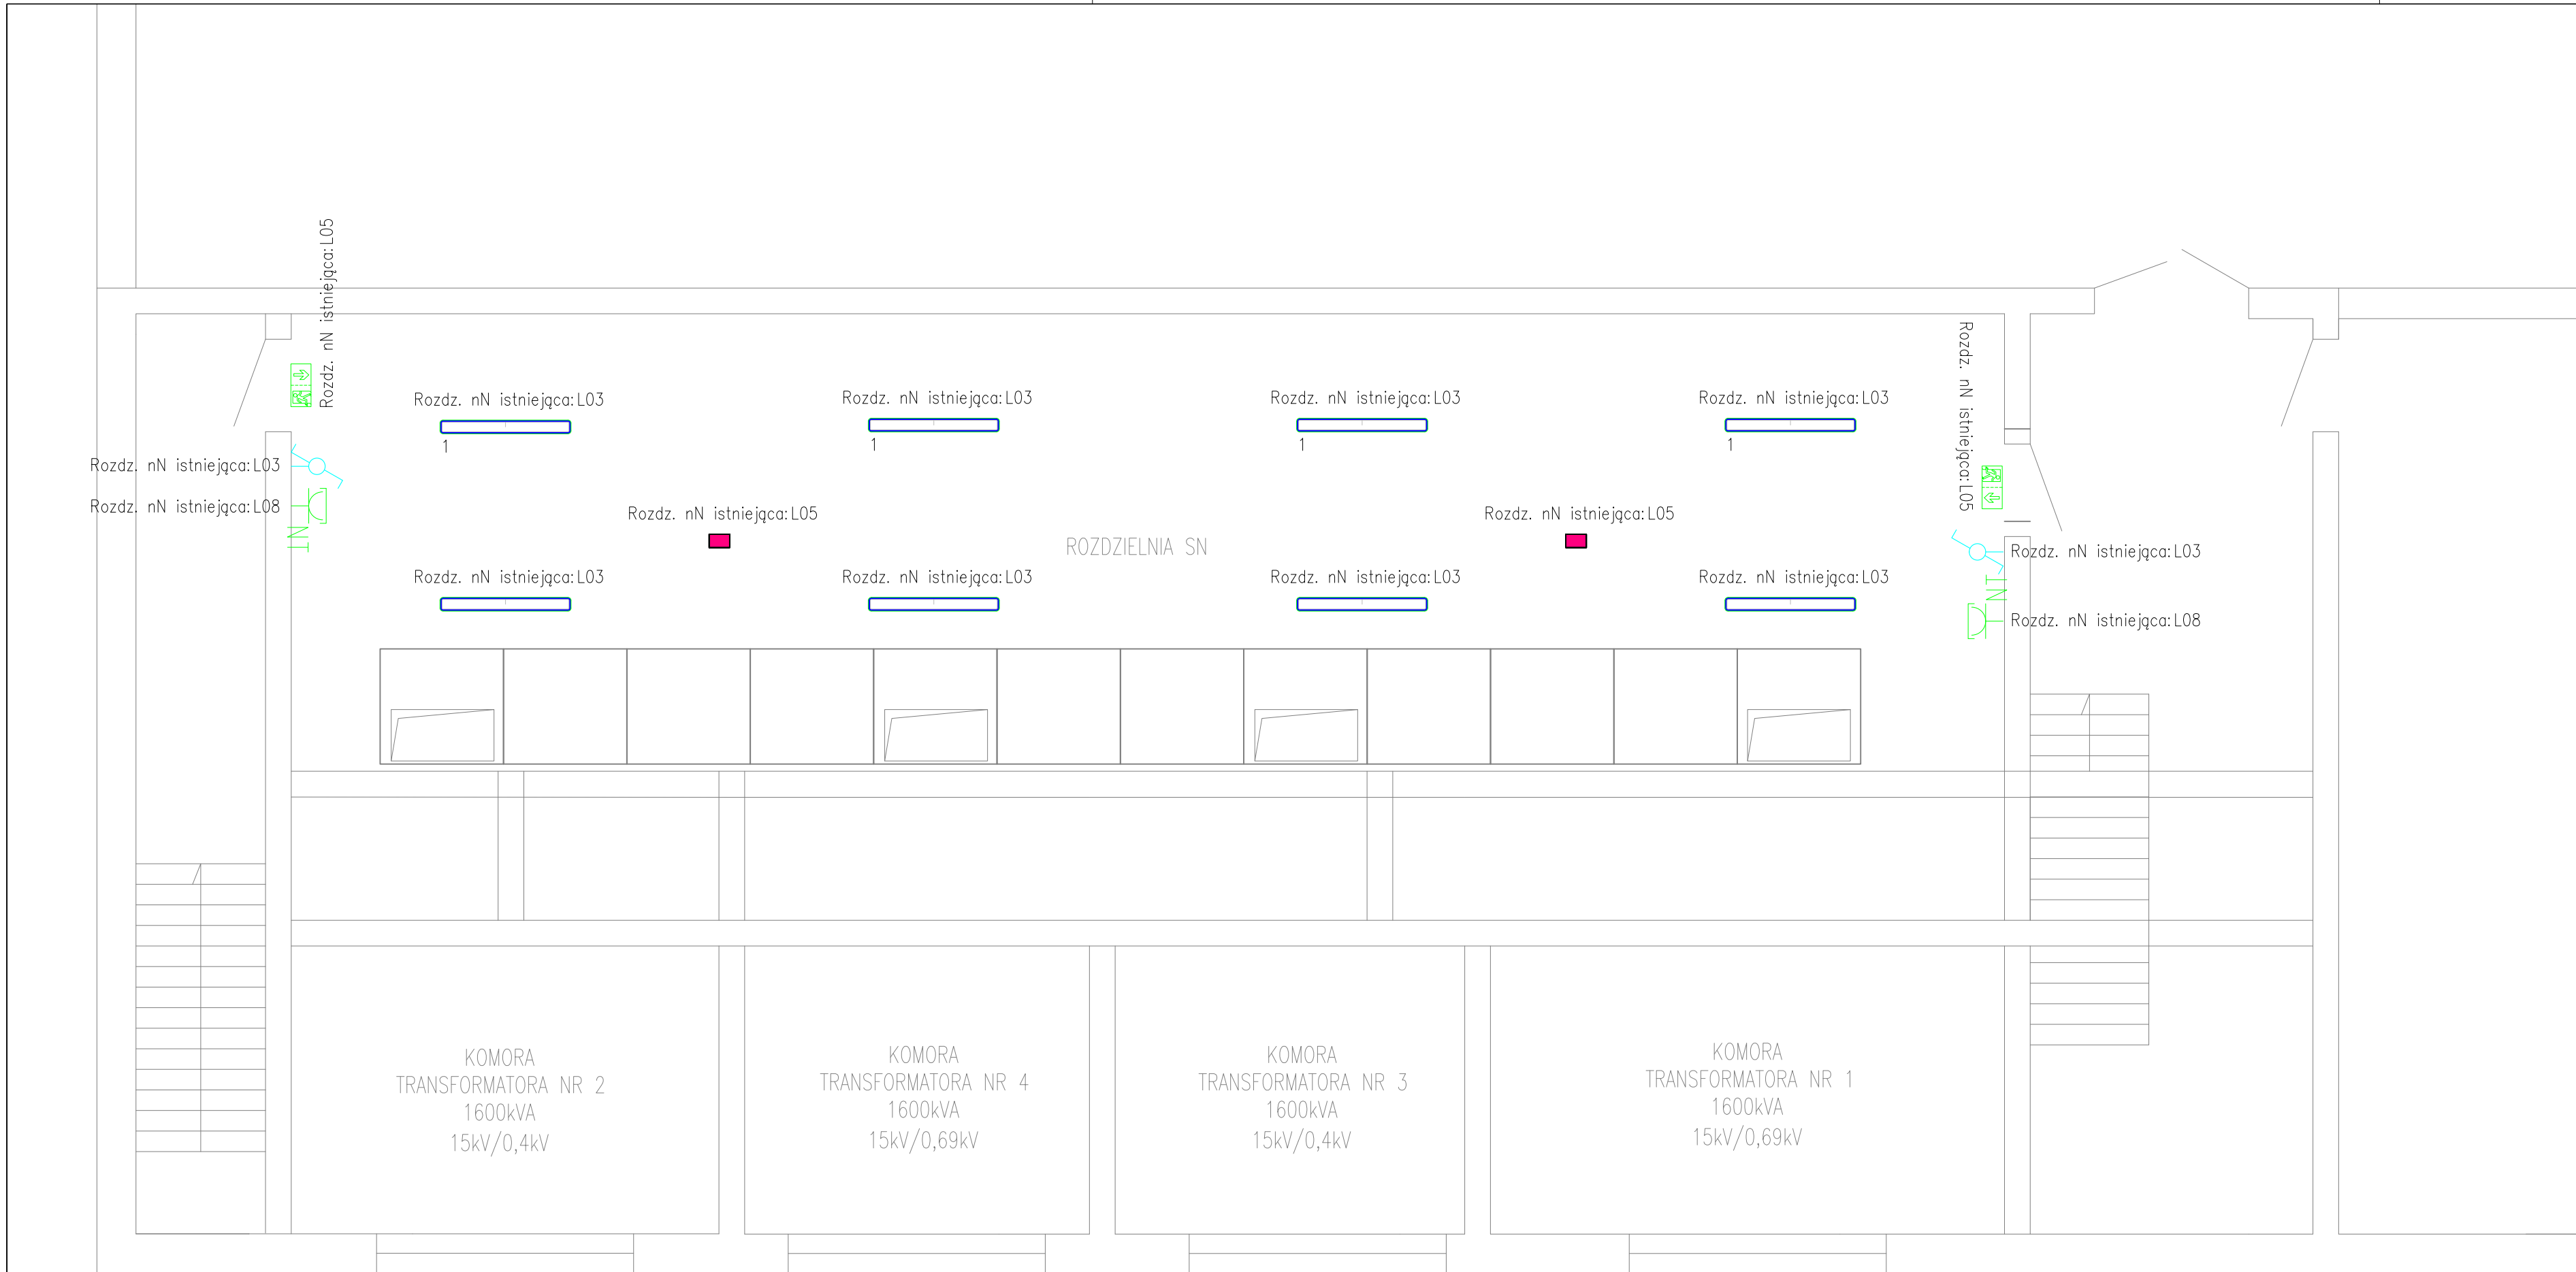 Rozdz. nN istniejąca:L05
Rozdz. nN istniejąca:L05
Rozdz. nN istniejąca:L03
Rozdz. nN istniejąca:L03
Rozdz. nN istniejąca:L03
Rozdz. nN istniejąca:L03
1
1
1
1
Rozdz. nN istniejąca:L03
Rozdz. nN istniejąca:L08
IN
Rozdz. nN istniejąca:L05
Rozdz. nN istniejąca:L05
ROZDZIELNIA SN
Rozdz. nN istniejąca:L03
IN
Rozdz. nN istniejąca:L08
Rozdz. nN istniejąca:L03
Rozdz. nN istniejąca:L03
Rozdz. nN istniejąca:L03
Rozdz. nN istniejąca:L03
KOMORA
TRANSFORMATORA NR 2
1600kVA
15kV/0,4kV
KOMORA
TRANSFORMATORA NR 4
1600kVA
15kV/0,69kV
KOMORA
TRANSFORMATORA NR 3
1600kVA
15kV/0,4kV
KOMORA
TRANSFORMATORA NR 1
1600kVA
15kV/0,69kV